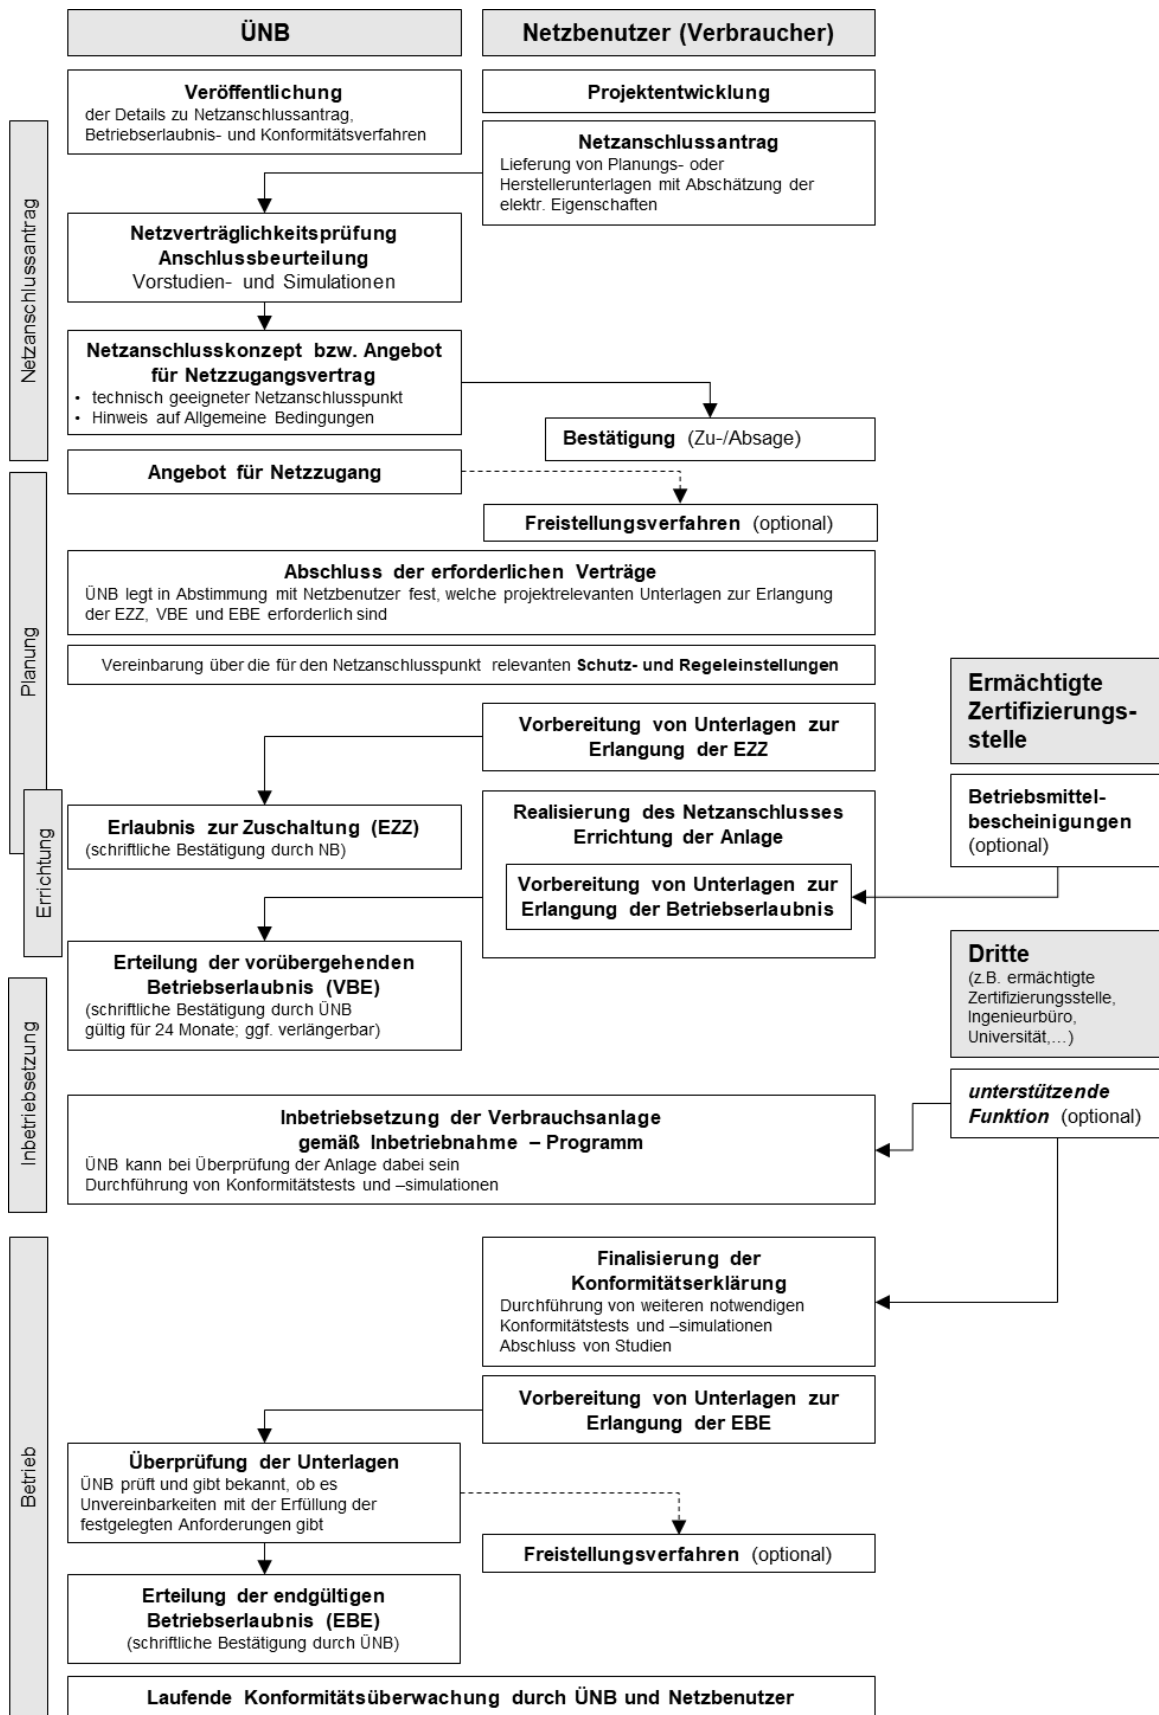 ÜNB
Netzbenutzer (Verbraucher)
Veröffentlichung
der Details zu Netzanschlussantrag,
Betriebserlaubnis- und Konformitätsverfahren
Projektentwicklung
Netzanschlussantrag
Netzanschlussantrag
Lieferung von Planungs- oder
Herstellerunterlagen mit Abschätzung der
elektr. Eigenschaften
Netzverträglichkeitsprüfung
Anschlussbeurteilung
Vorstudien- und Simulationen
Netzanschlusskonzept bzw. Angebot
für Netzzugangsvertrag
• technisch geeigneter Netzanschlusspunkt
• Hinweis auf Allgemeine Bedingungen
Bestätigung (Zu-/Absage)
Planung
Angebot für Netzzugang
Freistellungsverfahren (optional)
Abschluss der erforderlichen Verträge
ÜNB legt in Abstimmung mit Netzbenutzer fest, welche projektrelevanten Unterlagen zur Erlangung
der EZZ, VBE und EBE erforderlich sind
Vereinbarung über die für den Netzanschlusspunkt relevanten Schutz- und Regeleinstellungen
Ermächtigte
Zertifizierungs-
stelle
Vorbereitung von Unterlagen zur
Erlangung der EZZ
Betriebsmittel-
bescheinigungen
(optional)
Errichtung
Erlaubnis zur Zuschaltung (EZZ)
(schriftliche Bestätigung durch NB)
Realisierung des Netzanschlusses
Errichtung der Anlage
Vorbereitung von Unterlagen zur
Erlangung der Betriebserlaubnis
Erteilung der vorübergehenden
Betriebserlaubnis (VBE)
(schriftliche Bestätigung durch ÜNB
gültig für 24 Monate; ggf. verlängerbar)
Dritte
(z.B. ermächtigte
Zertifizierungsstelle,
Ingenieurbüro,
Universität,…)
unterstützende
Funktion (optional)
Inbetriebsetzung
Inbetriebsetzung der Verbrauchsanlage
gemäß Inbetriebnahme – Programm
ÜNB kann bei Überprüfung der Anlage dabei sein
Durchführung von Konformitätstests und –simulationen
Betrieb
Finalisierung der
Konformitätserklärung
Durchführung von weiteren notwendigen
Konformitätstests und –simulationen
Abschluss von Studien
Vorbereitung von Unterlagen zur
Erlangung der EBE
Überprüfung der Unterlagen
ÜNB prüft und gibt bekannt, ob es
Unvereinbarkeiten mit der Erfüllung der
festgelegten Anforderungen gibt
Freistellungsverfahren (optional)
Erteilung der endgültigen
Betriebserlaubnis (EBE)
(schriftliche Bestätigung durch ÜNB)
Laufende Konformitätsüberwachung durch ÜNB und Netzbenutzer